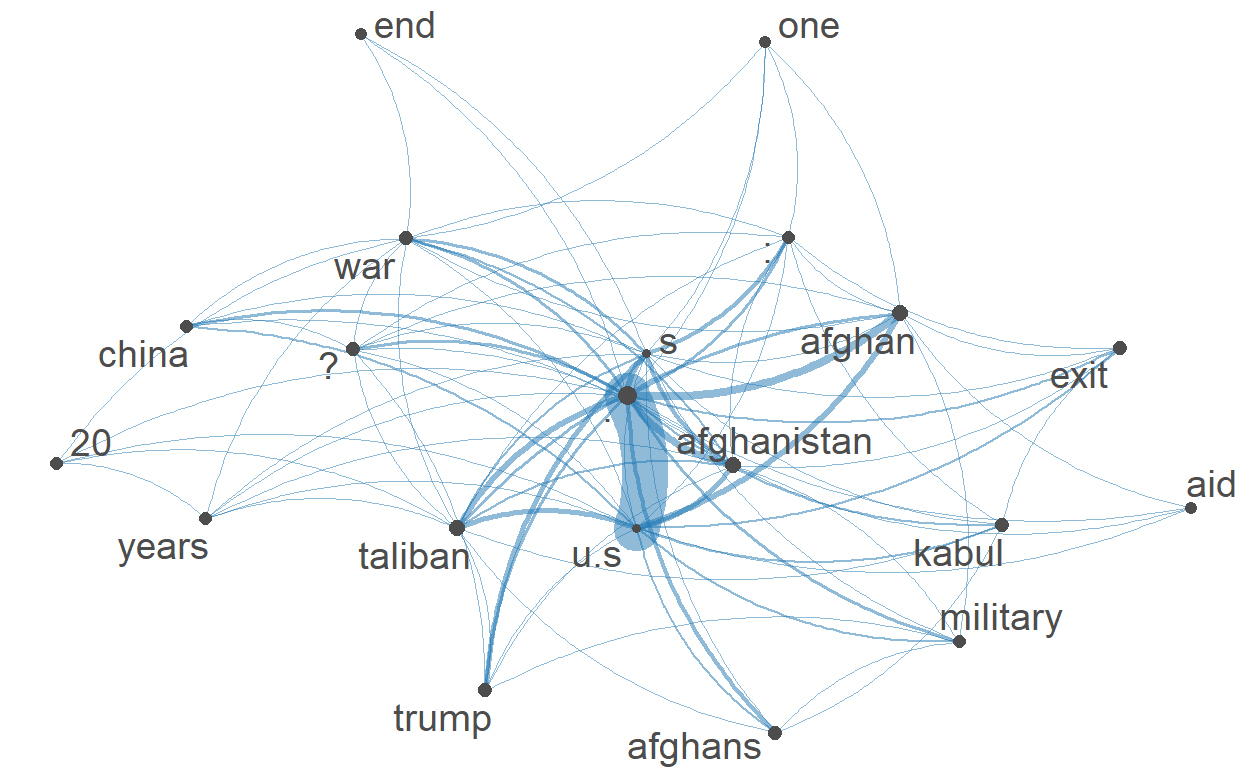 end
one
war
:
china
?
s
afghan
exit
.
20
afghanistan
aid
years
taliban
u.s
kabul
military
trump
afghans